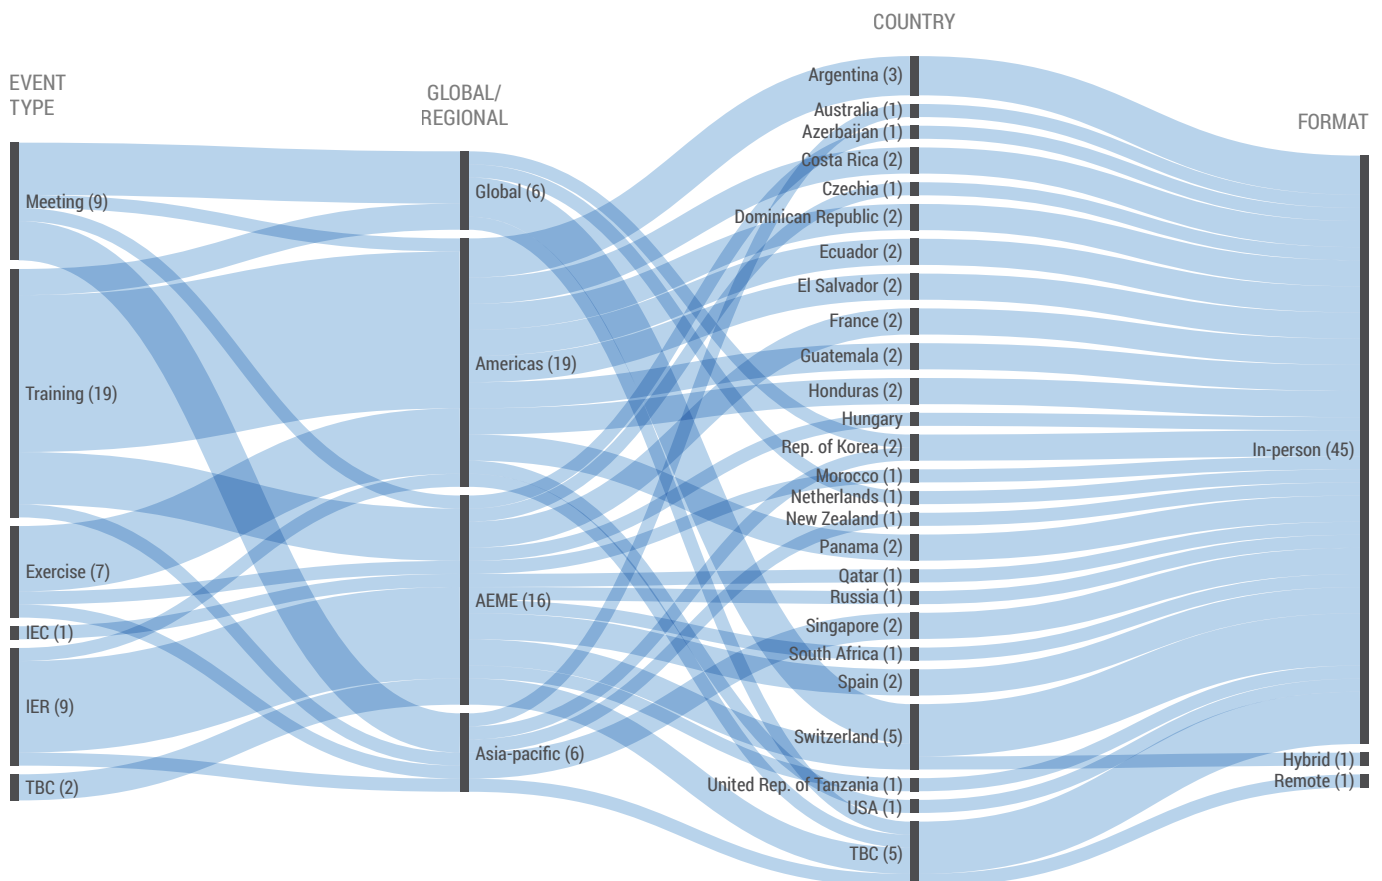 EVENT
TYPE
Meeting (9)
Training (19)
Exercise (7)
IEC (1)
IER (9)
TBC (2)
GLOBAL/
REGIONAL
Global (6)
Americas (19)
AEME (16)
Asia-pacific (6)
COUNTRY
Argentina (3)
Australia (1)
Azerbaijan (1)
Costa Rica (2)
Czechia (1)
Dominican Republic (2)
Ecuador (2)
El Salvador (2)
France (2)
Guatemala (2)
Honduras (2)
Hungary
Rep. of Korea (2)
Morocco (1)
Netherlands (1)
New Zealand (1)
Panama (2)
Qatar (1)
Russia (1)
Singapore (2)
South Africa (1)
Spain (2)
Switzerland (5)
United Rep. of Tanzania (1)
USA (1)
TBC (5)
FORMAT
In-person (45)
Hybrid (1)
Remote (1)